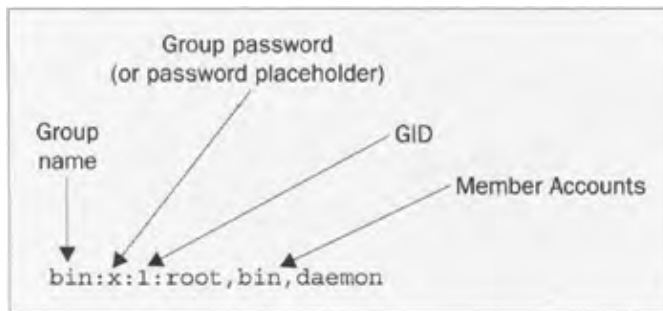 Group password
(or password placeholder)
Group
name
GID
Member Accounts
bin:x:1:root,bin,daemon